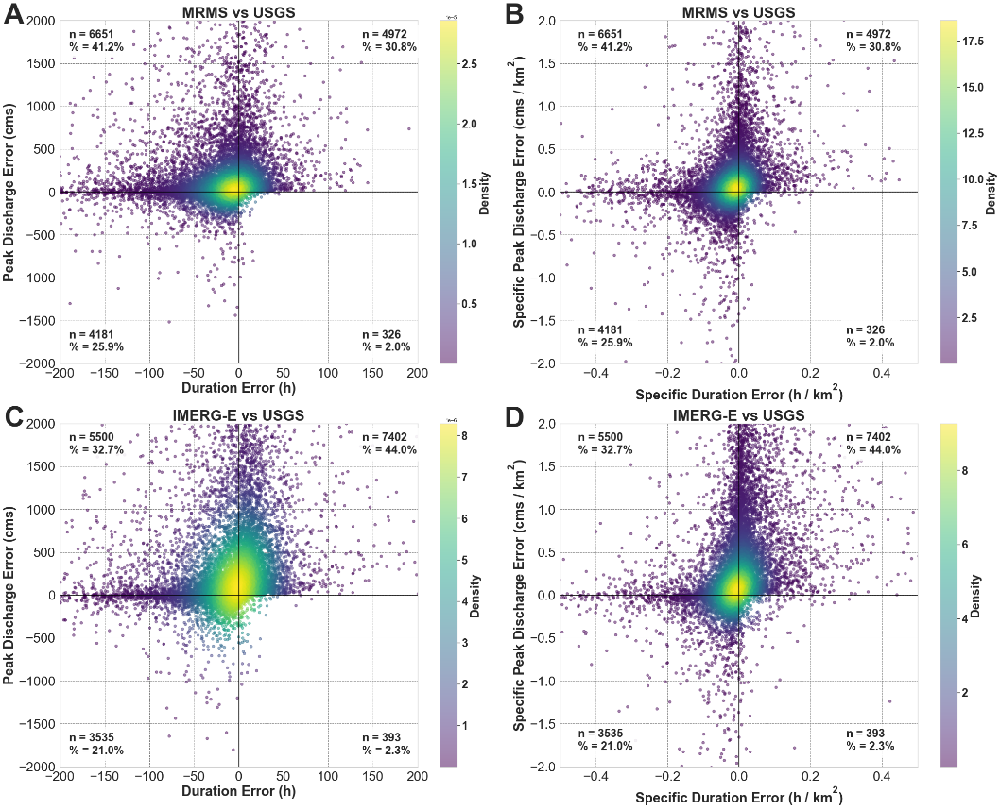 A
MRMS vs USGS
1e−5
n = 6651
% = 41.2%
n = 4972
% = 30.8%
n = 4181
% = 25.9%
n = 326
% = 2.0%
2000
1500
1000
500
0
−500
−1000
−1500
−2000
Peak Discharge Error (cms)
−200 −150 −100 −50 0 50 100 150 200
Duration Error (h)
2.5
2.0
1.5
1.0
0.5
Density
B
MRMS vs USGS
n = 6651
% = 41.2%
n = 4972
% = 30.8%
n = 4181
% = 25.9%
n = 326
% = 2.0%
2.0
1.5
1.0
0.5
0.0
−0.5
−1.0
−1.5
−2.0
Specific Peak Discharge Error (cms / km²)
−0.4 −0.2 0.0 0.2 0.4
Specific Duration Error (h / km²)
17.5
15.0
12.5
10.0
7.5
5.0
2.5
Density
C
IMERG-E vs USGS
1e−6
n = 5500
% = 32.7%
n = 7402
% = 44.0%
n = 3535
% = 21.0%
n = 393
% = 2.3%
2000
1500
1000
500
0
−500
−1000
−1500
−2000
Peak Discharge Error (cms)
−200 −150 −100 −50 0 50 100 150 200
Duration Error (h)
8
7
6
5
4
3
2
1
Density
D
IMERG-E vs USGS
n = 5500
% = 32.7%
n = 7402
% = 44.0%
n = 3535
% = 21.0%
n = 393
% = 2.3%
2.0
1.5
1.0
0.5
0.0
−0.5
−1.0
−1.5
−2.0
Specific Peak Discharge Error (cms / km²)
−0.4 −0.2 0.0 0.2 0.4
Specific Duration Error (h / km²)
8
6
4
2
Density